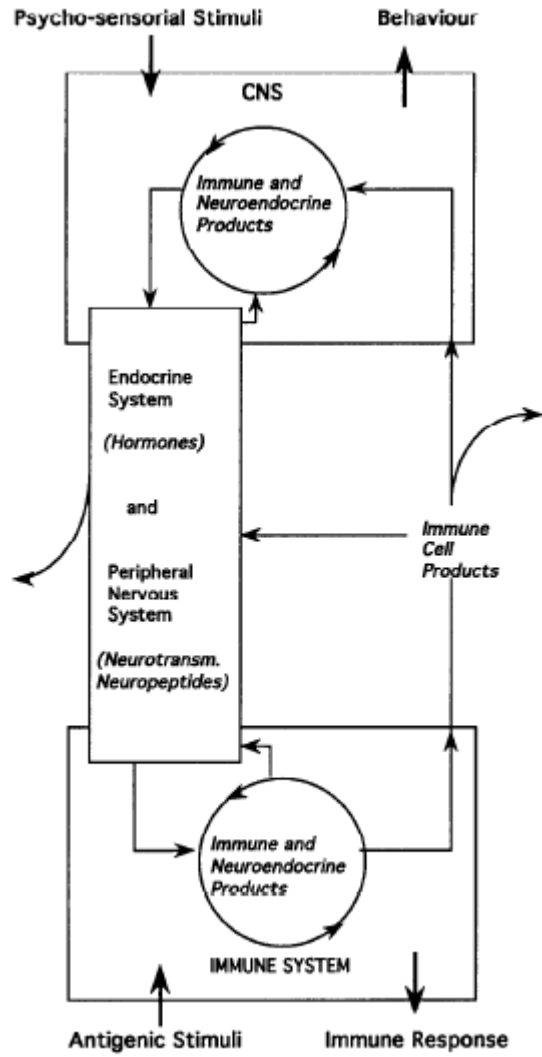 Psycho-sensorial Stimuli
Behaviour
CNS
Immune and
Neuroendocrine
Products
Endocrine
System
(Hormones)
and
Peripheral
Nervous
System
(Neurotransm.
Neuropeptides)
Immune
Cell
Products
Immune and
Neuroendocrine
Products
IMMUNE SYSTEM
Antigenic Stimuli
Immune Response